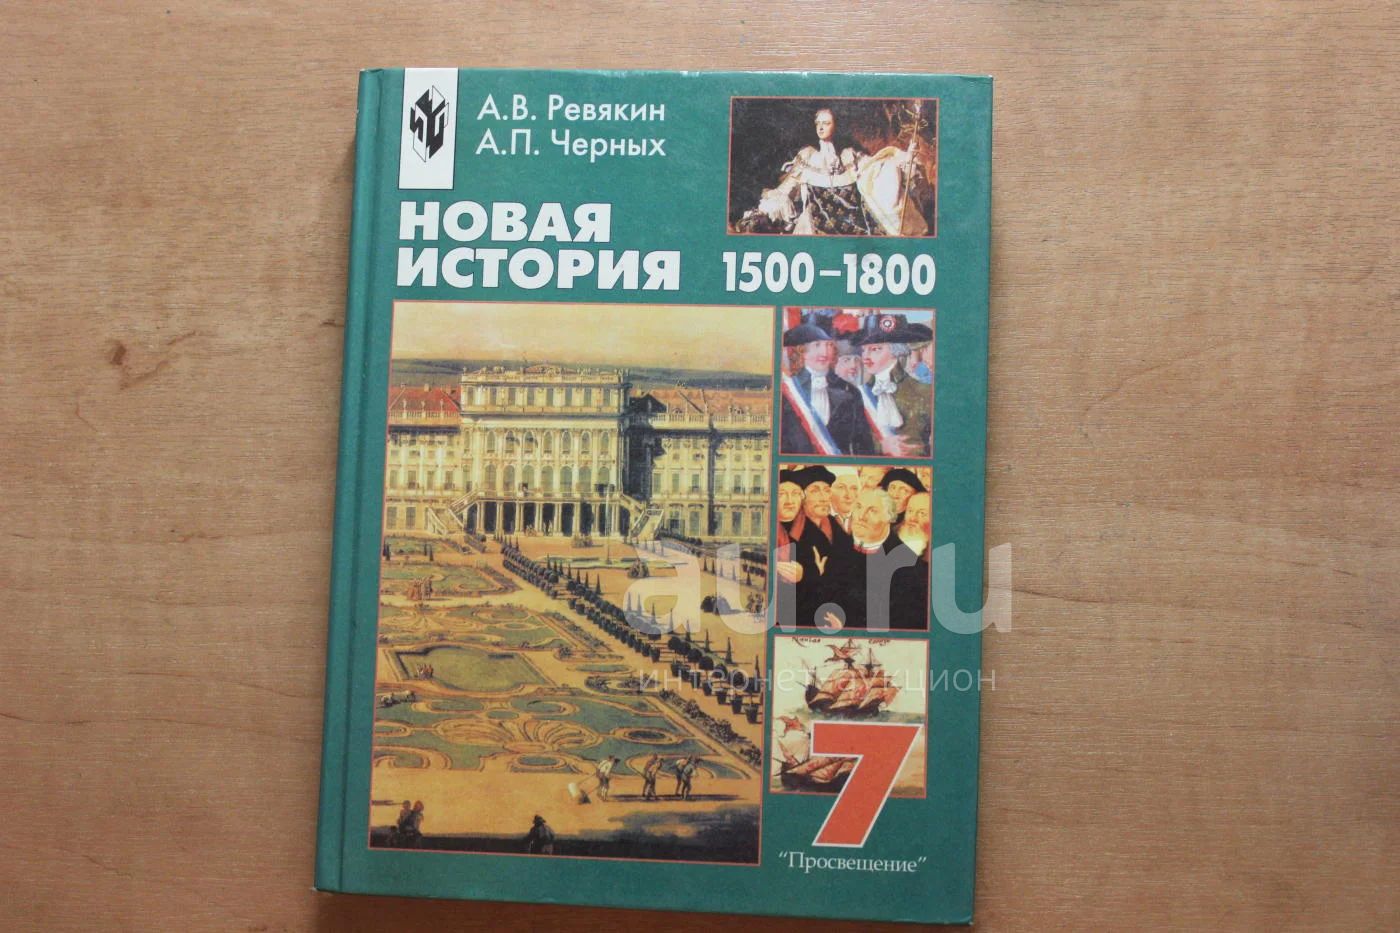 А.В. Ревякин
А.П. Черных
НОВАЯ
ИСТОРИЯ 1500–1800
au.ru
интернет-аукцион
7
"Просвещение"